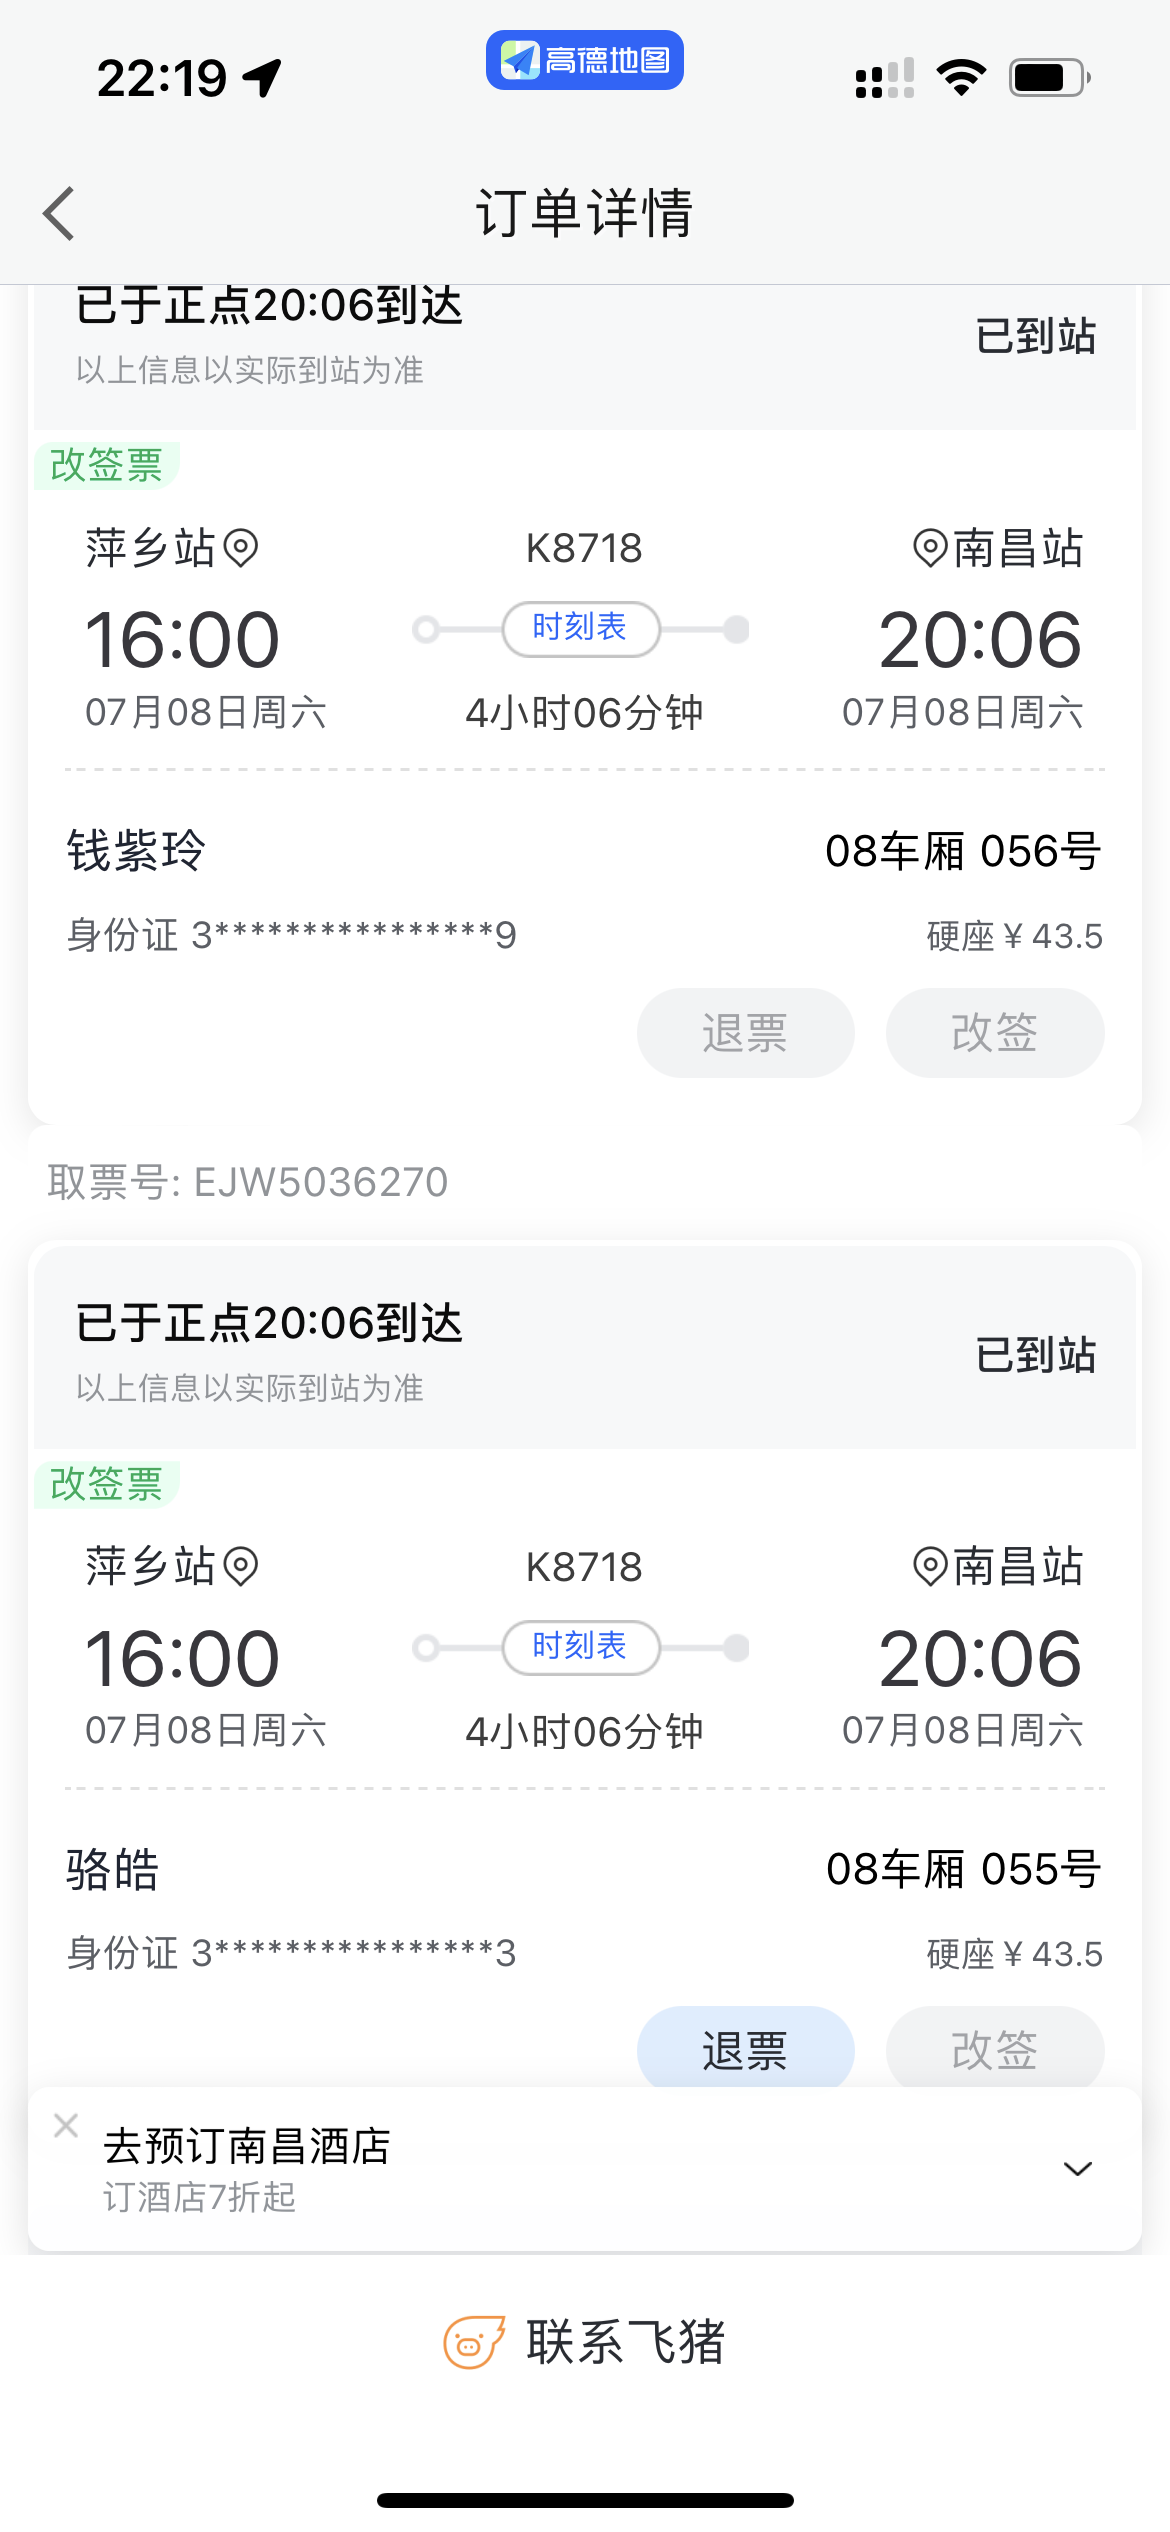 22:19
高德地图
订单详情
已于正点20:06到达
已到站
以上信息以实际到站为准
改签票
萍乡站 K8718 南昌站
16:00 时刻表 20:06
07月08日周六 4小时06分钟 07月08日周六
钱紫玲 08车厢 056号
身份证 3****************9 硬座￥43.5
退票 改签
取票号: EJW5036270
已于正点20:06到达
已到站
以上信息以实际到站为准
改签票
萍乡站 K8718 南昌站
16:00 时刻表 20:06
07月08日周六 4小时06分钟 07月08日周六
骆皓 08车厢 055号
身份证 3****************3 硬座￥43.5
退票 改签
去预订南昌酒店
订酒店7折起
联系飞猪